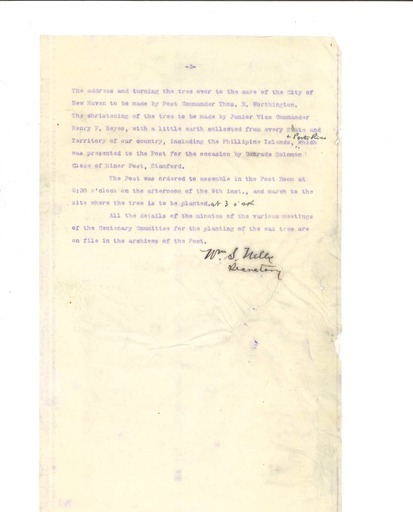 -2-
The address and turning the tree over to the care of the City of
New Haven to be made by Post Commander Thos. R. Worthington.
The christening of the tree to be made by Junior Vice Commander
Henry F. Reyes, with a little earth collected from every State and
& Porto Rico
Territory of our country, including the Philipine Islands, which
was presented to the Post for the occasion by Comrade Solomon
Close of Minor Post, Stamford.
The Post was ordered to assemble in the Post Room at
o'clock on the afternoon of the 9th inst., and march to the
site where the tree is to be planted. at 3 o'clk
All the details of the minutes of the various meetings
of the Centenary Committee for the planting of the oak tree are
on file in the archives of the Post.
Wm S.
Secretary